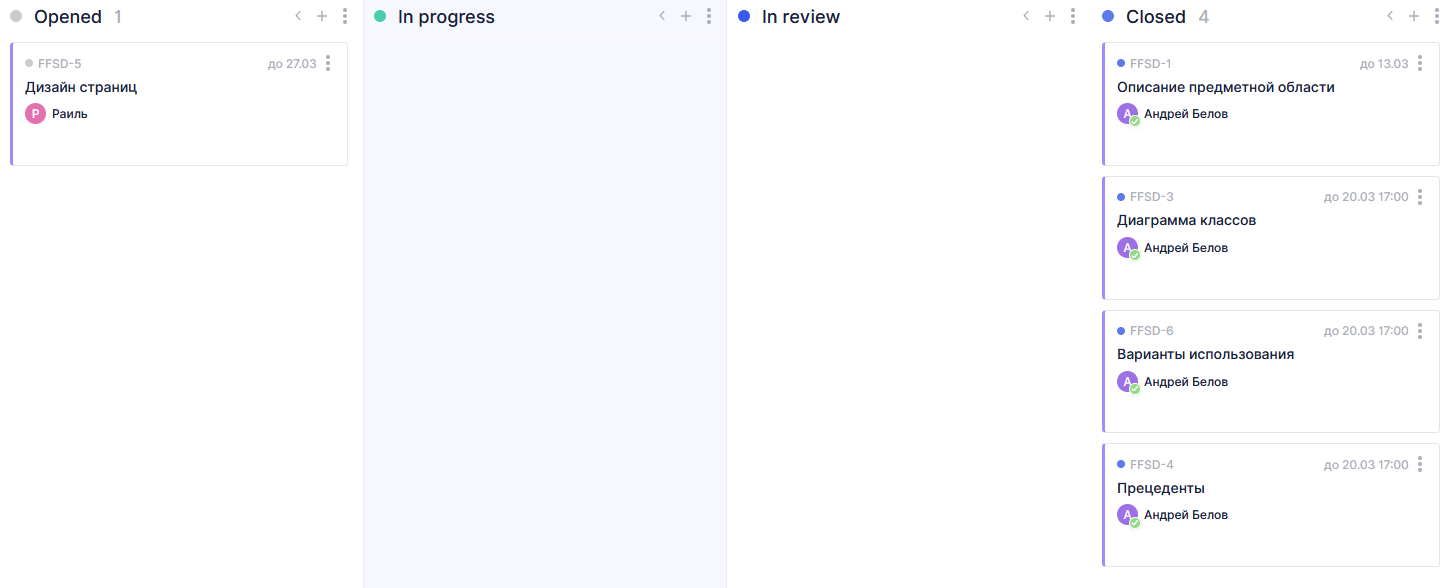 Opened 1
FFSD-5 до 27.03
Дизайн страниц
Р Раиль
In progress
In review
Closed 4
FFSD-1 до 13.03
Описание предметной области
А Андрей Белов
FFSD-3 до 20.03 17:00
Диаграмма классов
А Андрей Белов
FFSD-6 до 20.03 17:00
Варианты использования
А Андрей Белов
FFSD-4 до 20.03 17:00
Прецеденты
А Андрей Белов